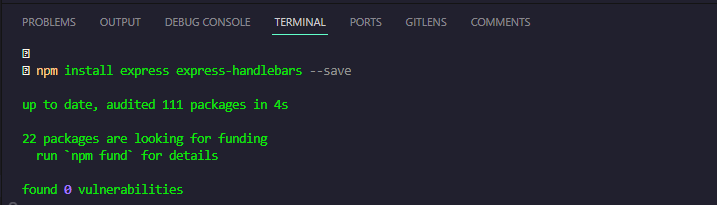 PROBLEMS OUTPUT DEBUG CONSOLE TERMINAL PORTS GITLENS COMMENTS
npm install express express-handlebars --save
up to date, audited 111 packages in 4s
22 packages are looking for funding
run `npm fund` for details
found 0 vulnerabilities